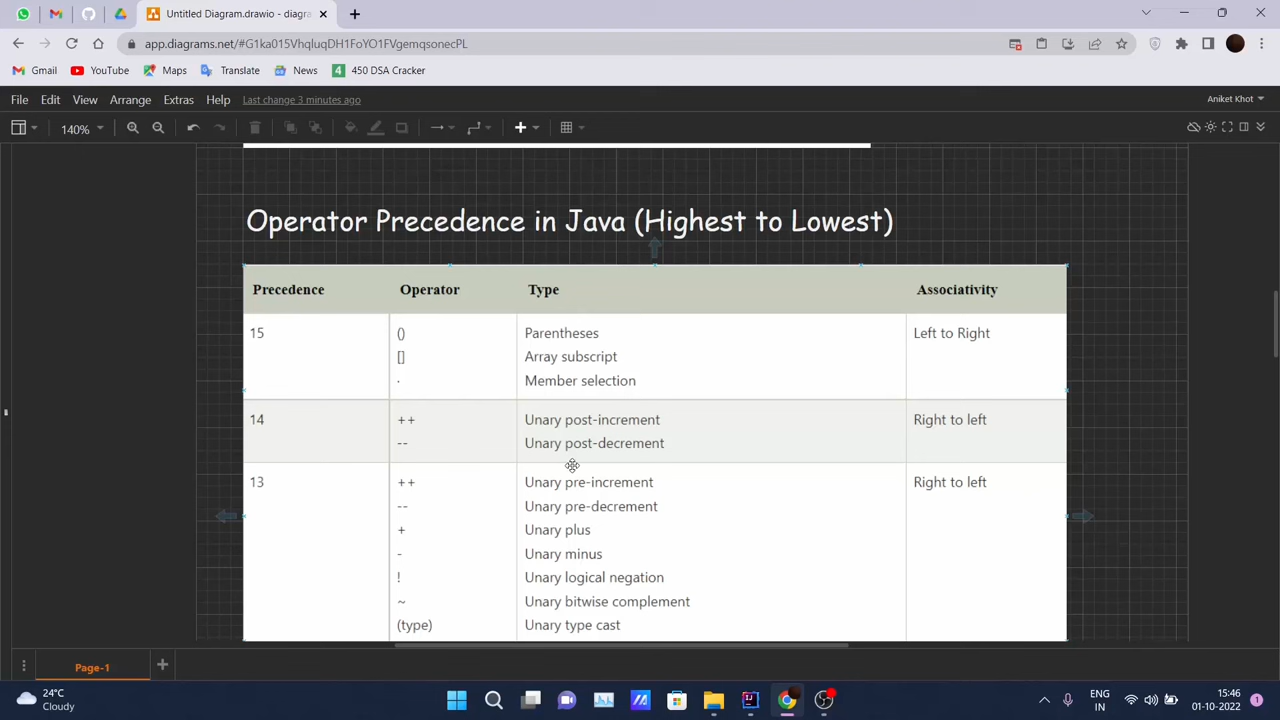 Untitled Diagram.drawio - diagra
app.diagrams.net/#G1ka015VhqIuqDH1FoYO1FVgemqsonecPL
Gmail YouTube Maps Translate News 4 450 DSA Cracker
File Edit View Arrange Extras Help Last change 3 minutes ago Aniket Khot
140%
Operator Precedence in Java (Highest to Lowest)
Precedence Operator Type Associativity
15 () Parentheses Left to Right
[] Array subscript
· Member selection
14 ++ Unary post-increment Right to left
-- Unary post-decrement
13 ++ Unary pre-increment Right to left
-- Unary pre-decrement
+ Unary plus
- Unary minus
! Unary logical negation
~ Unary bitwise complement
(type) Unary type cast
Page-1
24°C
Cloudy
ENG
IN
15:46
01-10-2022
1